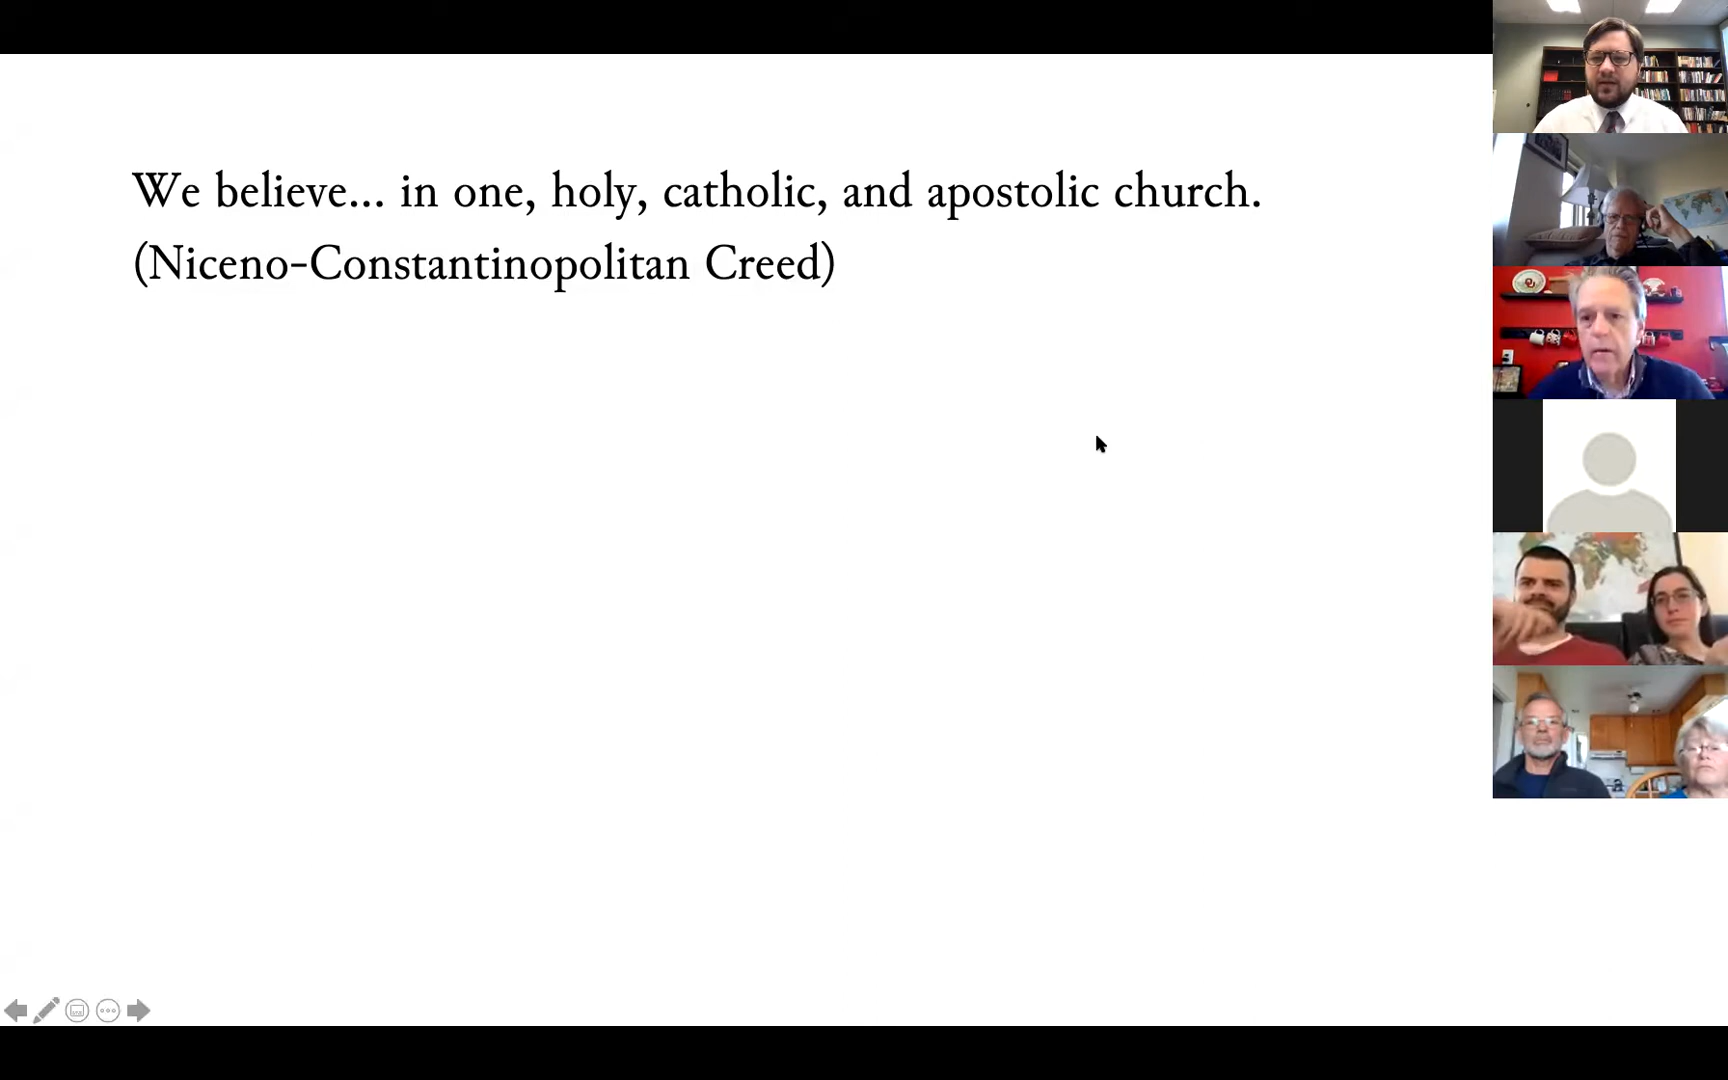 We believe... in one, holy, catholic, and apostolic church.
(Niceno-Constantinopolitan Creed)